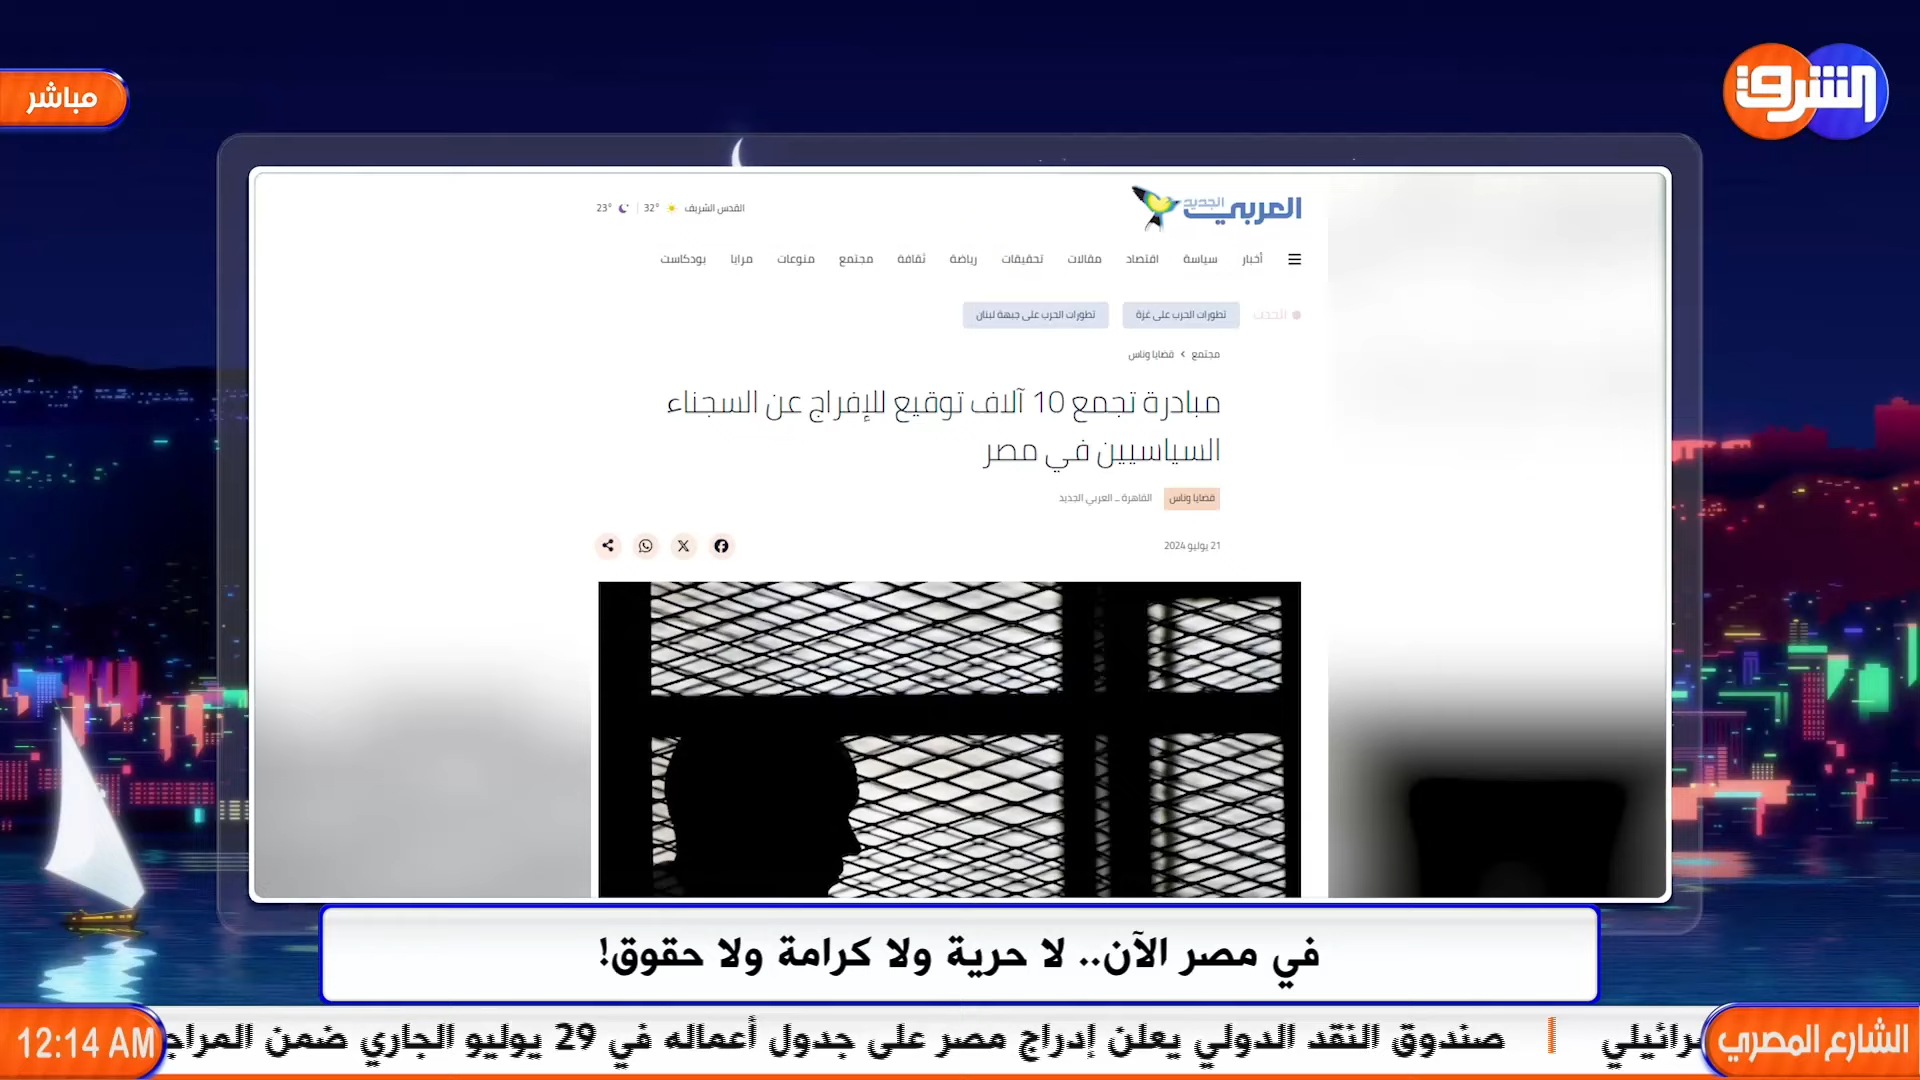 مباشر
الشرق
العربي الجديد
القدس الشريف 32° 23°
أخبار سياسة اقتصاد مقالات تحقيقات رياضة ثقافة مجتمع منوعات مرايا بودكاست
الحدث تطورات الحرب على غزة تطورات الحرب على جبهة لبنان
مجتمع > قضايا وناس
مبادرة تجمع 10 آلاف توقيع للإفراج عن السجناء
السياسيين في مصر
قضايا وناس القاهرة ـ العربي الجديد
21 يوليو 2024
في مصر الآن.. لا حرية ولا كرامة ولا حقوق!
الشارع المصري
رائيلي | صندوق النقد الدولي يعلن إدراج مصر على جدول أعماله في 29 يوليو الجاري ضمن المراج
12:14 AM